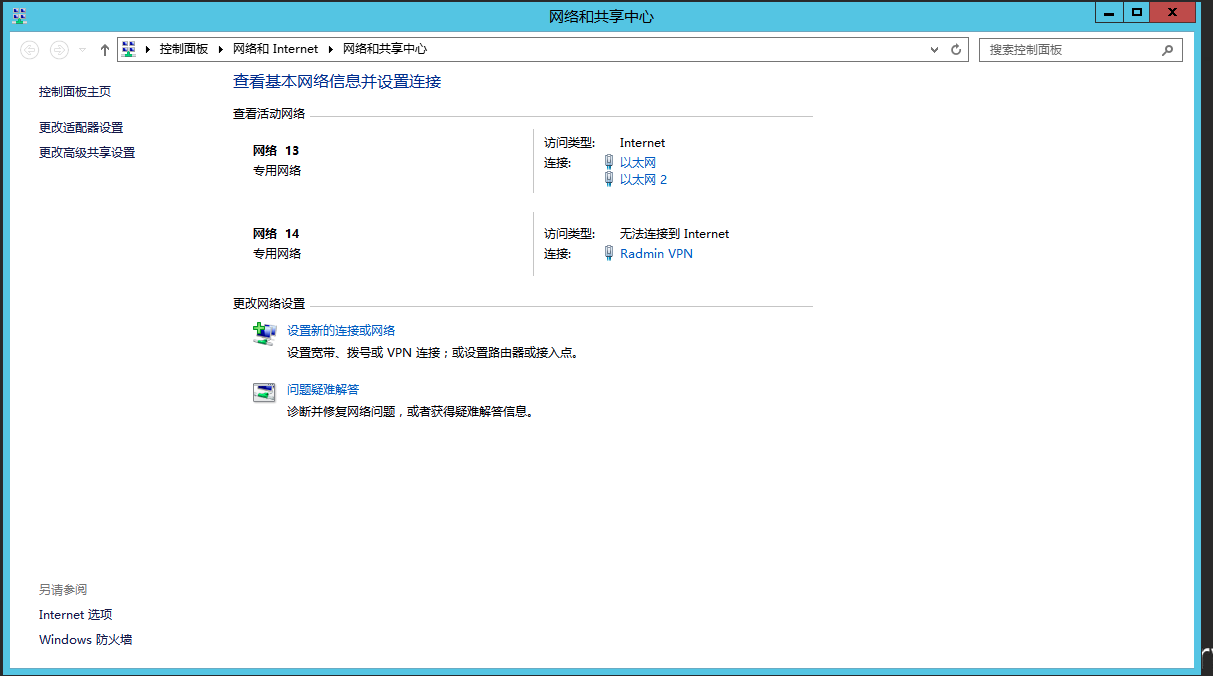 网络和共享中心
控制面板 网络和 Internet 网络和共享中心
搜索控制面板
控制面板主页
更改适配器设置
更改高级共享设置
查看基本网络信息并设置连接
查看活动网络
网络 13
专用网络
访问类型: Internet
连接: 以太网
以太网 2
网络 14
专用网络
访问类型: 无法连接到 Internet
连接: Radmin VPN
更改网络设置
设置新的连接或网络
设置宽带、拨号或 VPN 连接；或设置路由器或接入点。
问题疑难解答
诊断并修复网络问题，或者获得疑难解答信息。
另请参阅
Internet 选项
Windows 防火墙